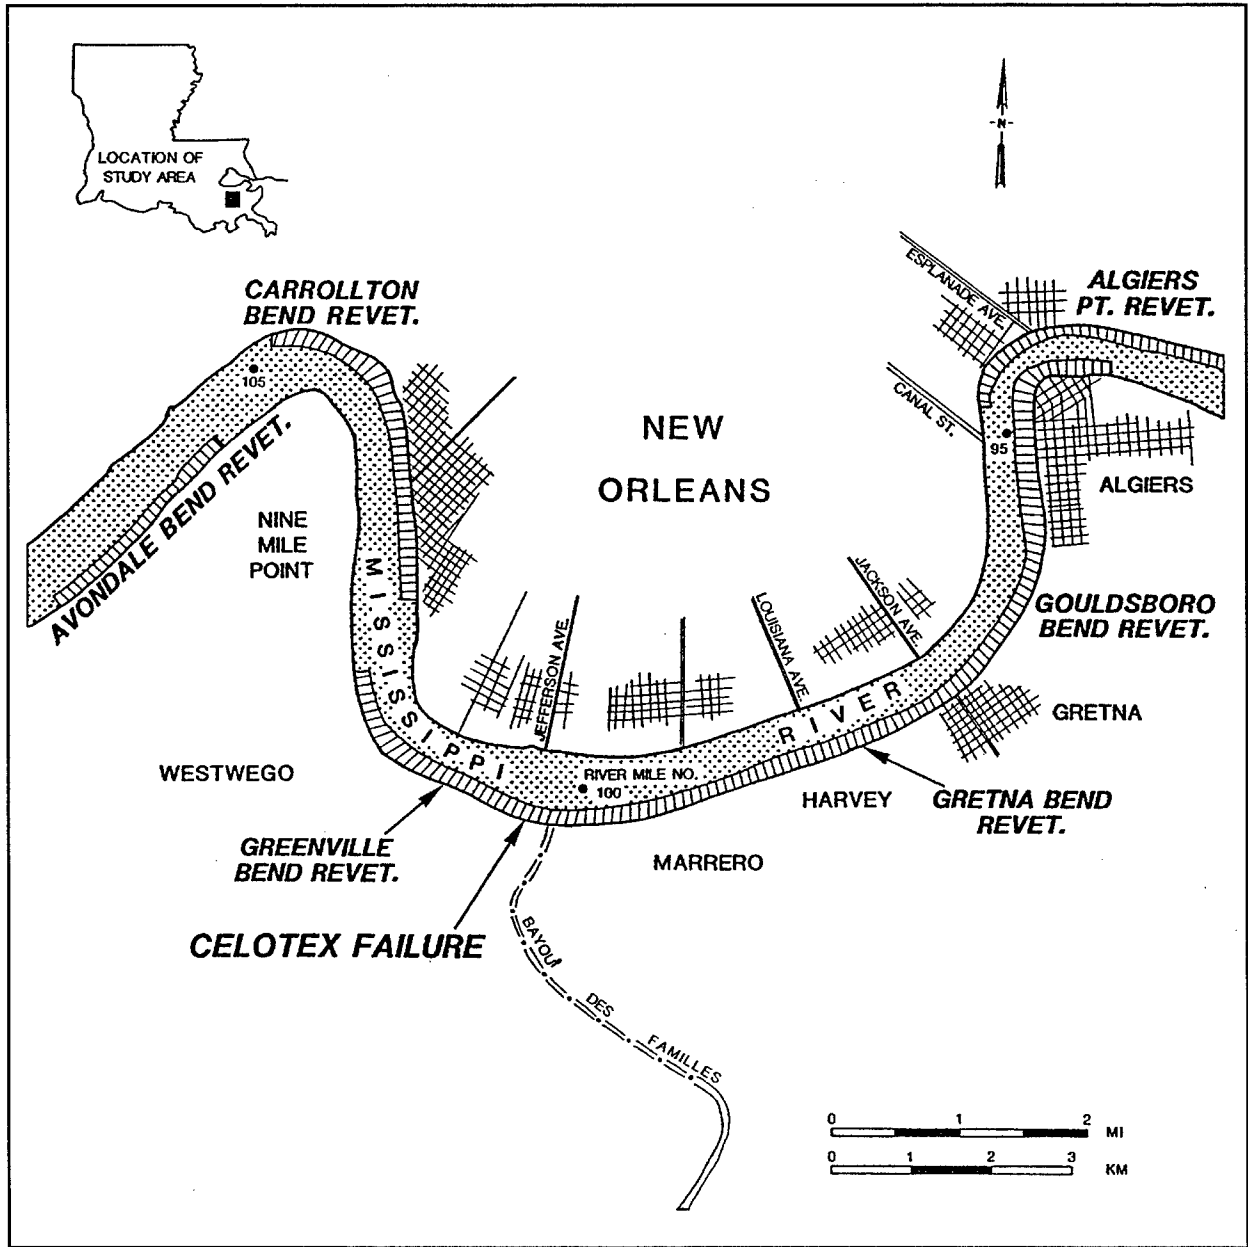 LOCATION OF
STUDY AREA
-N-
CARROLLTON
BEND REVET.
ESPLANADE AVE.
ALGIERS
PT. REVET.
105
CANAL ST.
95
NEW
ORLEANS
AVONDALE BEND REVET.
ALGIERS
NINE
MILE
POINT
MISSISSIPPI
RIVER
JEFFERSON AVE.
LOUISIANA AVE.
JACKSON AVE.
GOULDSBORO
BEND REVET.
GRETNA
WESTWEGO
RIVER MILE NO.
100
HARVEY
GRETNA BEND
REVET.
GREENVILLE
BEND REVET.
MARRERO
CELOTEX FAILURE
BAYOU
DES
FAMILLES
0 1 2
MI
0 1 2 3
KM